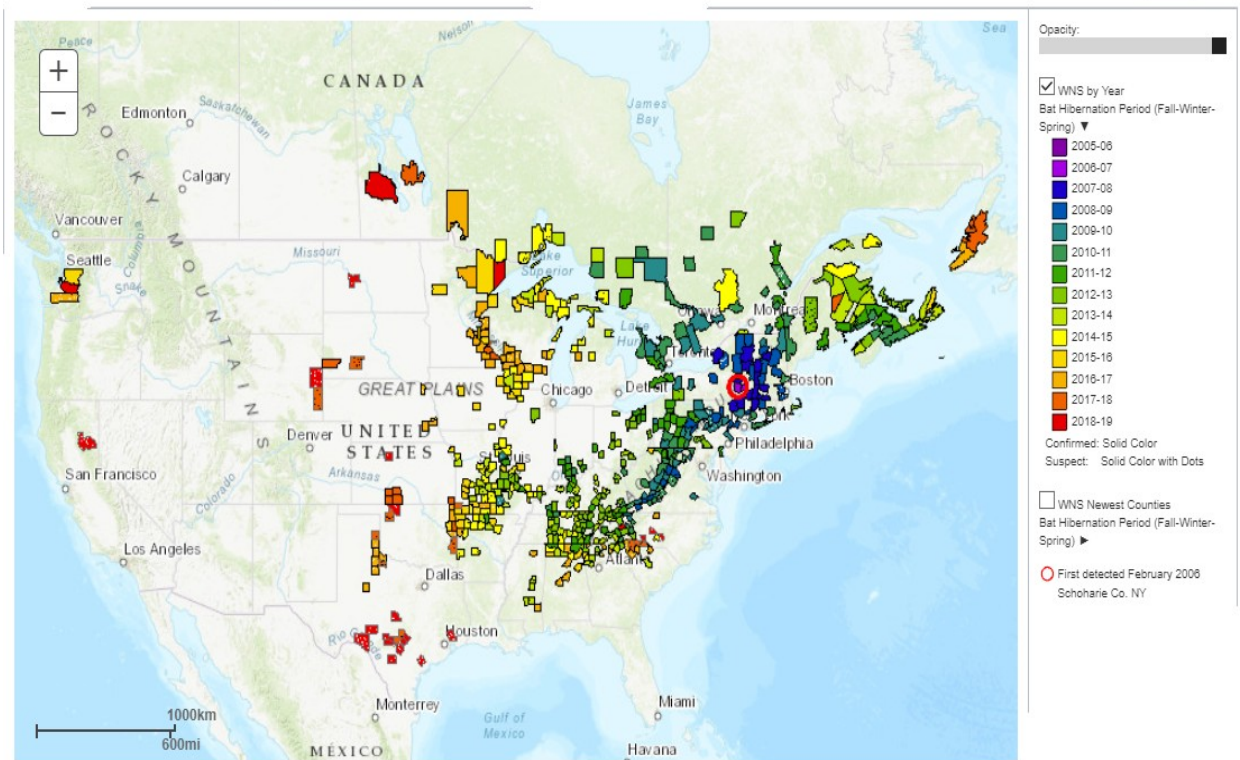 Sea
Peace
Nelson
CANADA
Edmonton
Saskatchewan
James
Bay
ROCKY MOUNTAINS
Calgary
Vancouver
Columbia
Seattle
Missouri
Lake
Superior
Snake
Ottawa
Montreal
Lake
Huron
Toronto
GREAT PLAINS
Chicago
Detroit
Boston
York
Denver
UNITED
STATES
St Louis
Philadelphia
Arkansas
San Francisco
Colorado
Washington
Los Angeles
Atlanta
Dallas
Rio Grande
Houston
1000km
600mi
Monterrey
Gulf of
Mexico
Miami
MÉXICO
Havana
+
−
Opacity:
WNS by Year
Bat Hibernation Period (Fall-Winter-
Spring) ▼
2005-06
2006-07
2007-08
2008-09
2009-10
2010-11
2011-12
2012-13
2013-14
2014-15
2015-16
2016-17
2017-18
2018-19
Confirmed: Solid Color
Suspect: Solid Color with Dots
WNS Newest Counties
Bat Hibernation Period (Fall-Winter-
Spring) ►
First detected February 2006
Schoharie Co. NY